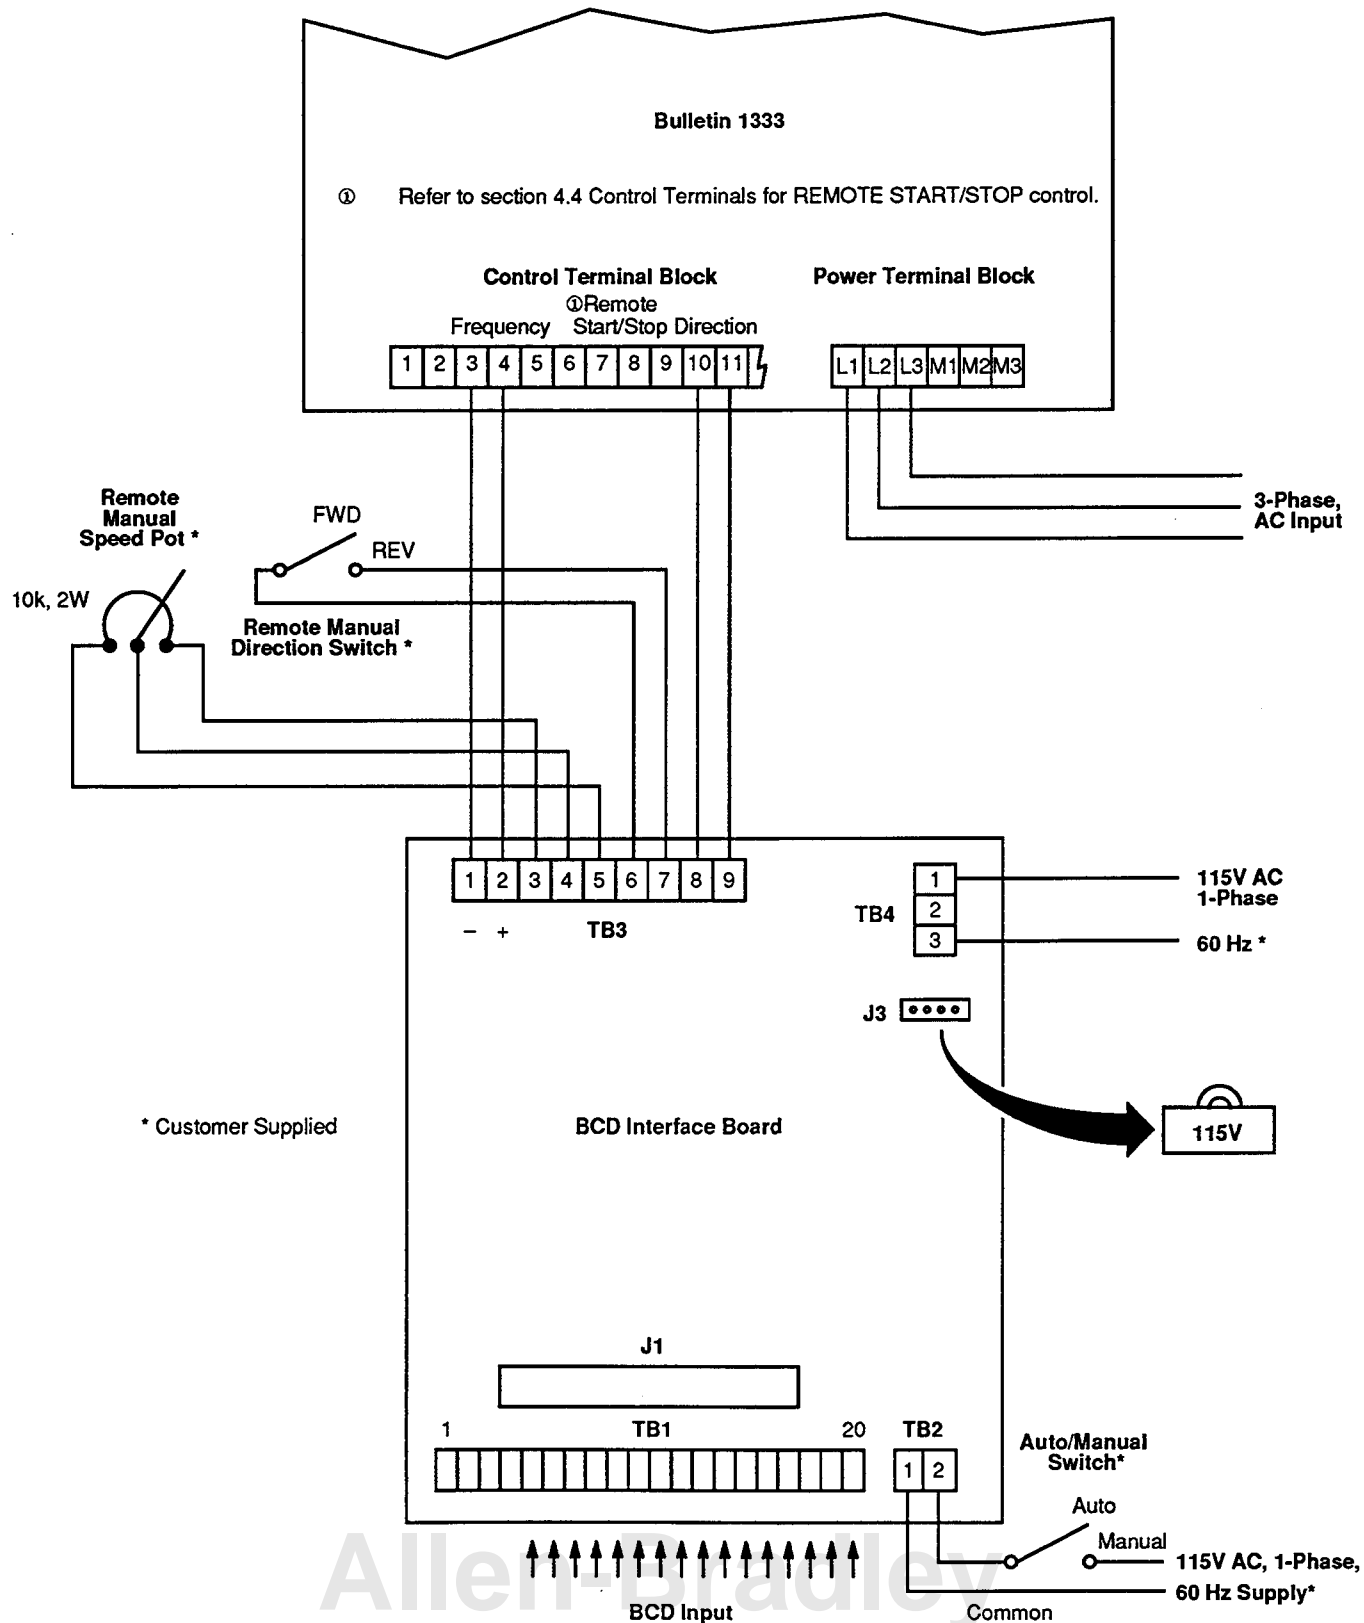 Bulletin 1333
① Refer to section 4.4 Control Terminals for REMOTE START/STOP control.
Control Terminal Block
Power Terminal Block
①Remote
Frequency Start/Stop Direction
1 2 3 4 5 6 7 8 9 10 11
L1 L2 L3 M1 M2 M3
3-Phase,
AC Input
Remote
Manual
Speed Pot *
10k, 2W
FWD
REV
Remote Manual
Direction Switch *
1 2 3 4 5 6 7 8 9
– +
TB3
TB4
1
2
3
115V AC
1-Phase
60 Hz *
J3
115V
* Customer Supplied
BCD Interface Board
J1
1 TB1 20
TB2
1 2
Auto/Manual
Switch*
Auto
Manual
115V AC, 1-Phase,
60 Hz Supply*
Common
BCD Input
Allen-Bradley